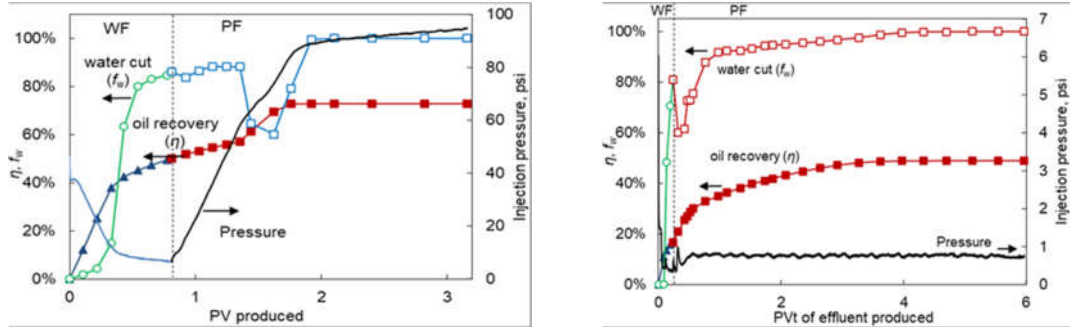 WF PF
water cut
(fw)
oil recovery
(η)
Pressure
η, fw
100%
80%
60%
40%
20%
0%
0 1 2 3
PV produced
100
80
60
40
20
0
Injection pressure, psi
WF PF
water cut (fw)
oil recovery (η)
Pressure
η, fw
100%
80%
60%
40%
20%
0%
0 2 4 6
PVt of effluent produced
7
6
5
4
3
2
1
0
Injection pressure, psi